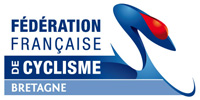 FÉDÉRATION
FRANÇAISE
DE CYCLISME
BRETAGNE